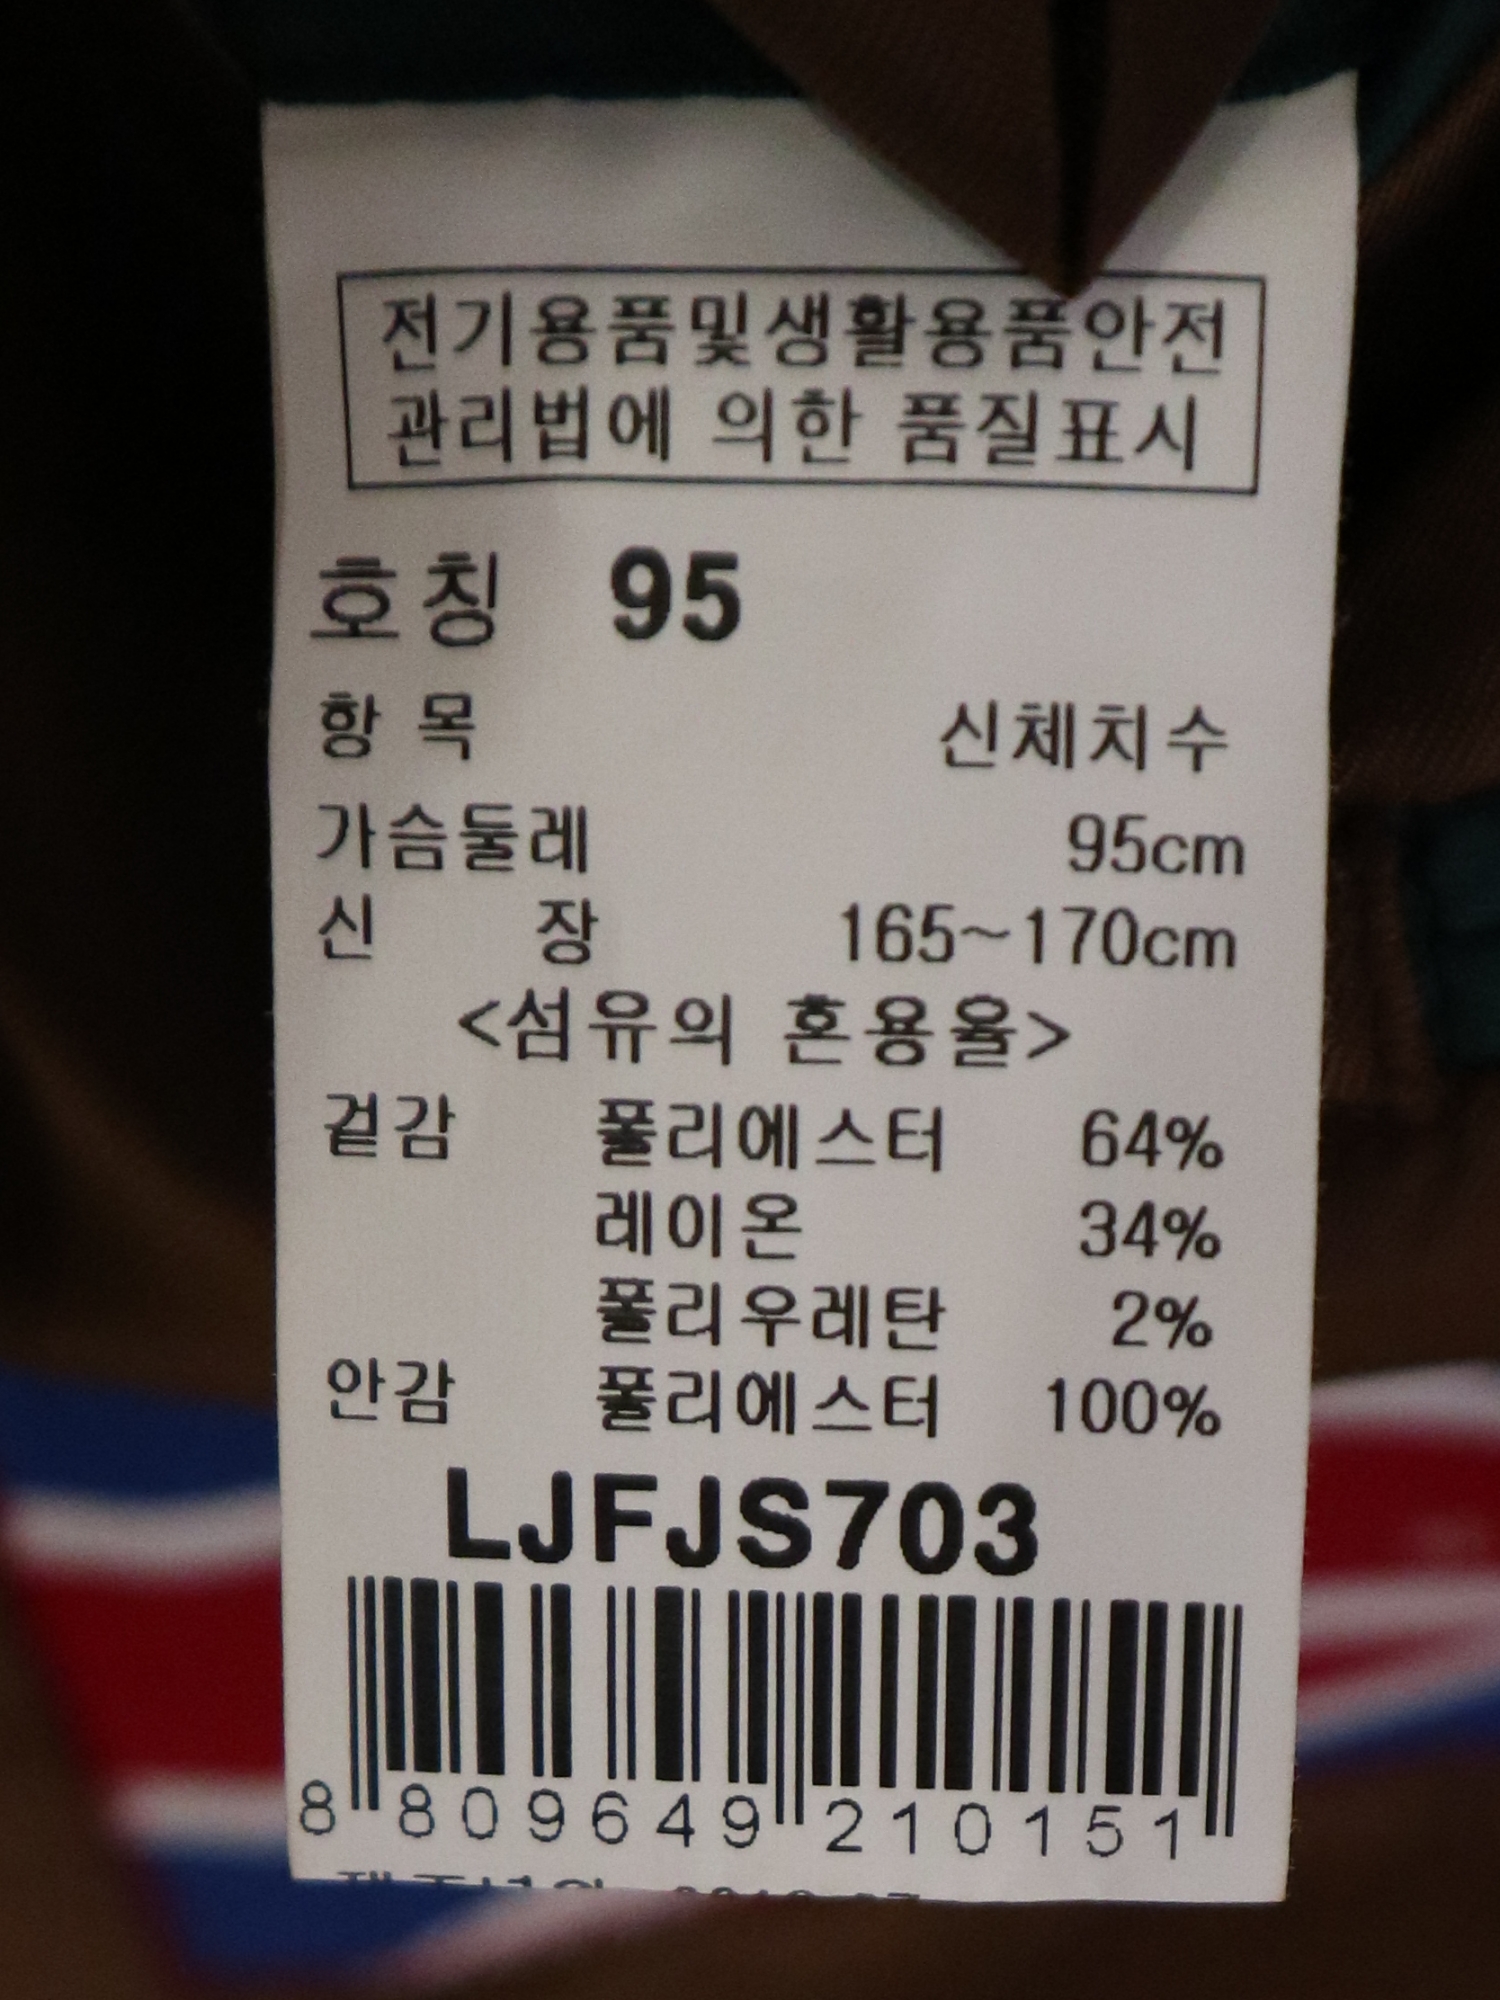 전기용품및생활용품안전
관리법에 의한 품질표시
호칭 95
항목 신체치수
가슴둘레 95cm
신 장 165~170cm
<섬유의 혼용율>
겉감 폴리에스터 64%
레이온 34%
폴리우레탄 2%
안감 폴리에스터 100%
LJFJS703
8 809649 210151